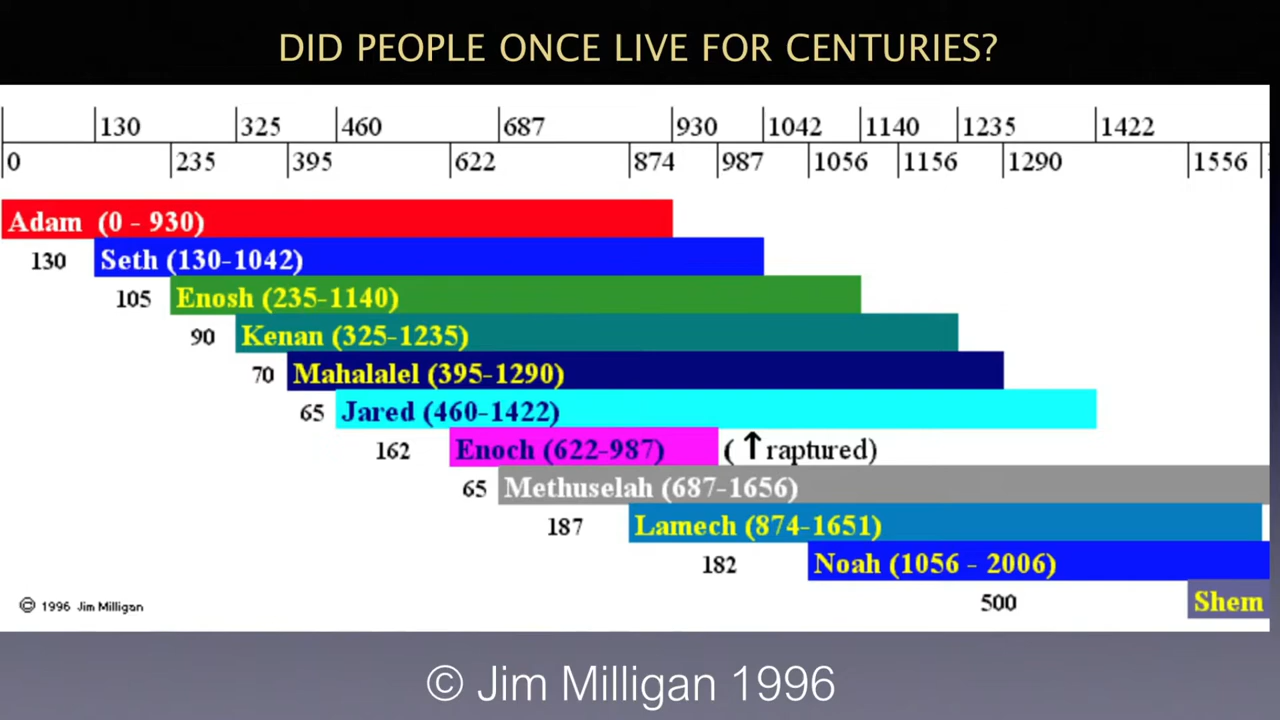 DID PEOPLE ONCE LIVE FOR CENTURIES?
130 325 460 687 930 1042 1140 1235 1422
0 235 395 622 874 987 1056 1156 1290 1556
Adam (0 - 930)
130 Seth (130-1042)
105 Enosh (235-1140)
90 Kenan (325-1235)
70 Mahalalel (395-1290)
65 Jared (460-1422)
162 Enoch (622-987) ( ↑ raptured)
65 Methuselah (687-1656)
187 Lamech (874-1651)
182 Noah (1056 - 2006)
© 1996 Jim Milligan 500 Shem
© Jim Milligan 1996